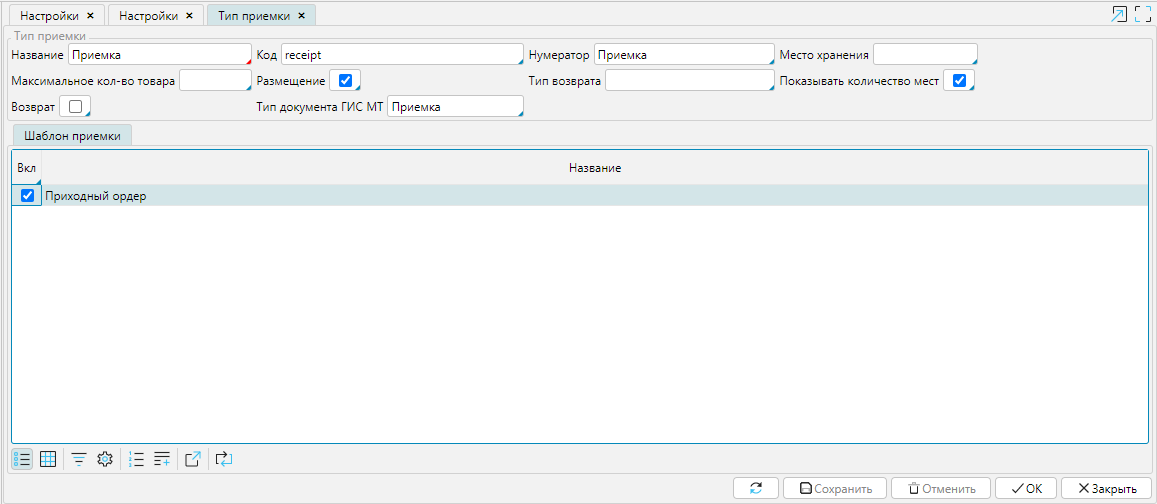 Настройки × Настройки × Тип приемки ×
Тип приемки
Название Приемка Код receipt Нумератор Приемка Место хранения
Максимальное кол-во товара Размещение Тип возврата Показывать количество мест
Возврат Тип документа ГИС МТ Приемка
Шаблон приемки
Вкл Название
Приходный ордер
Сохранить Отменить OK Закрыть